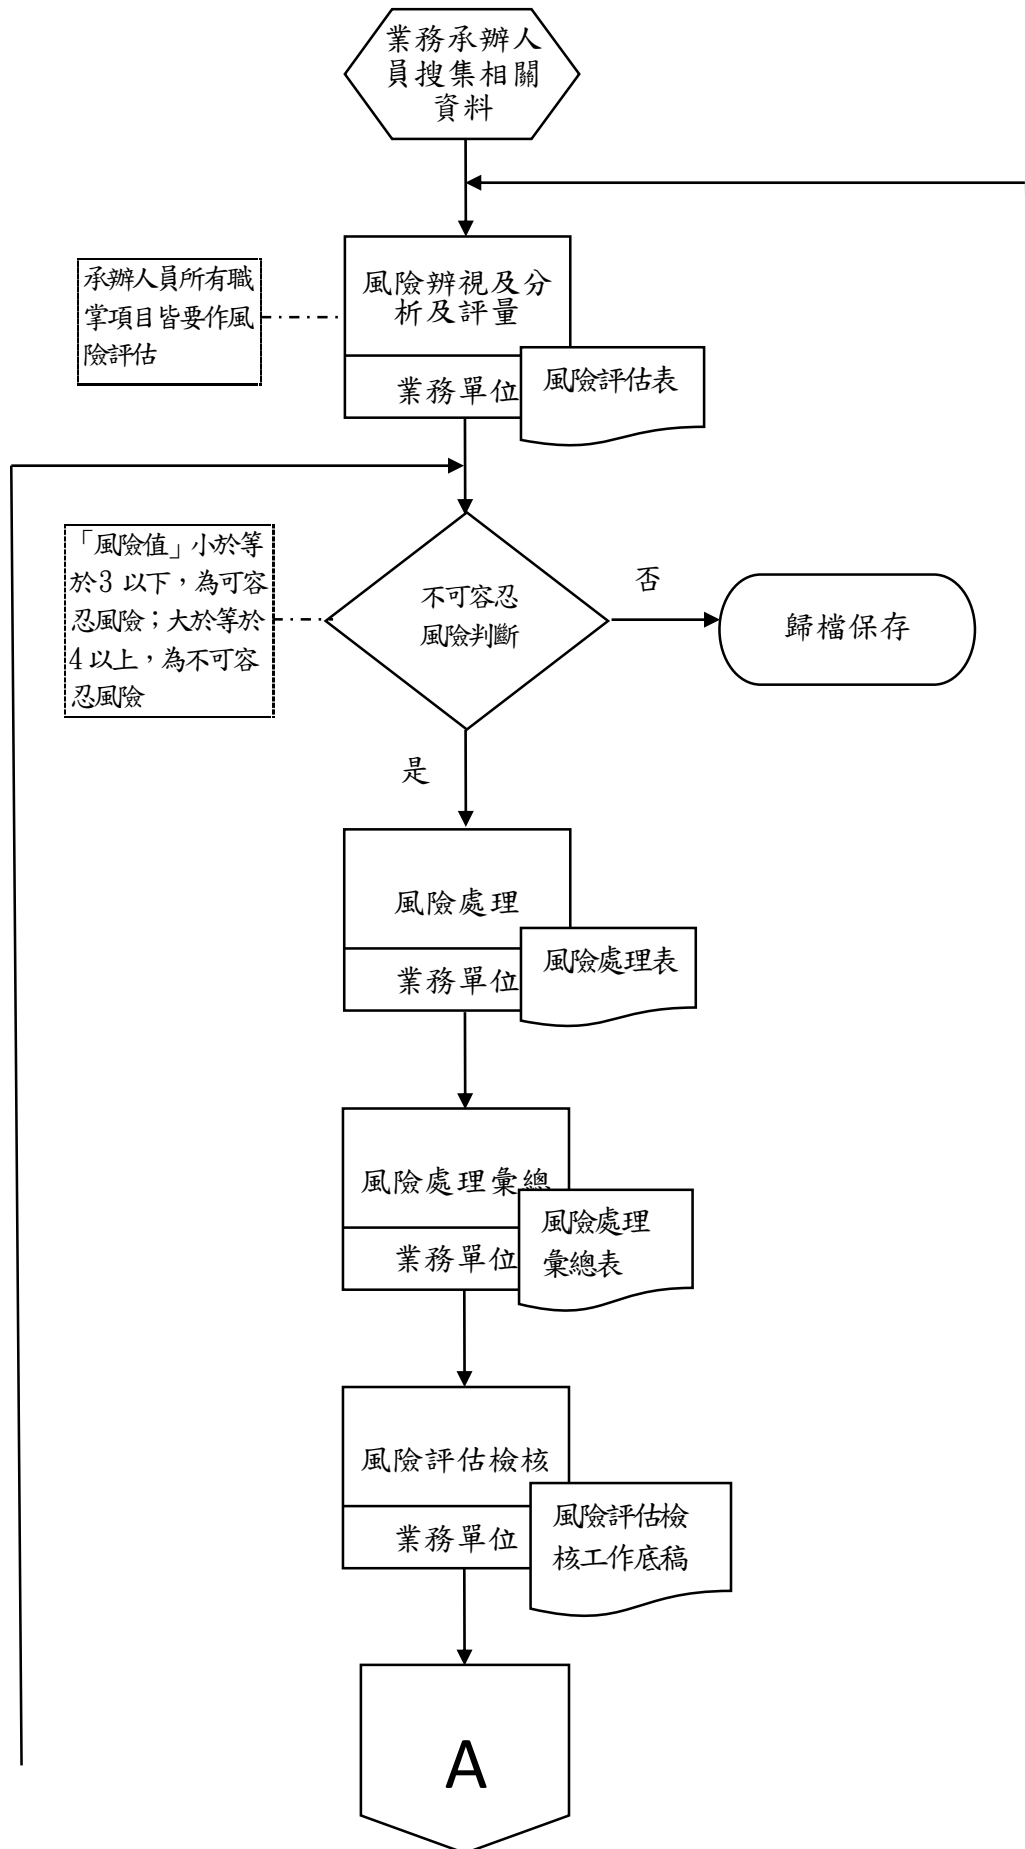 業務承辦人
員搜集相關
資料
承辦人員所有職
掌項目皆要作風
險評估
風險辨視及分
析及評量
業務單位
風險評估表
「風險值」小於等
於3 以下，為可容
忍風險；大於等於
4 以上，為不可容
忍風險
不可容忍
風險判斷
否
歸檔保存
是
風險處理
業務單位
風險處理表
風險處理彙總
業務單位
風險處理
彙總表
風險評估檢核
業務單位
風險評估檢
核工作底稿
A